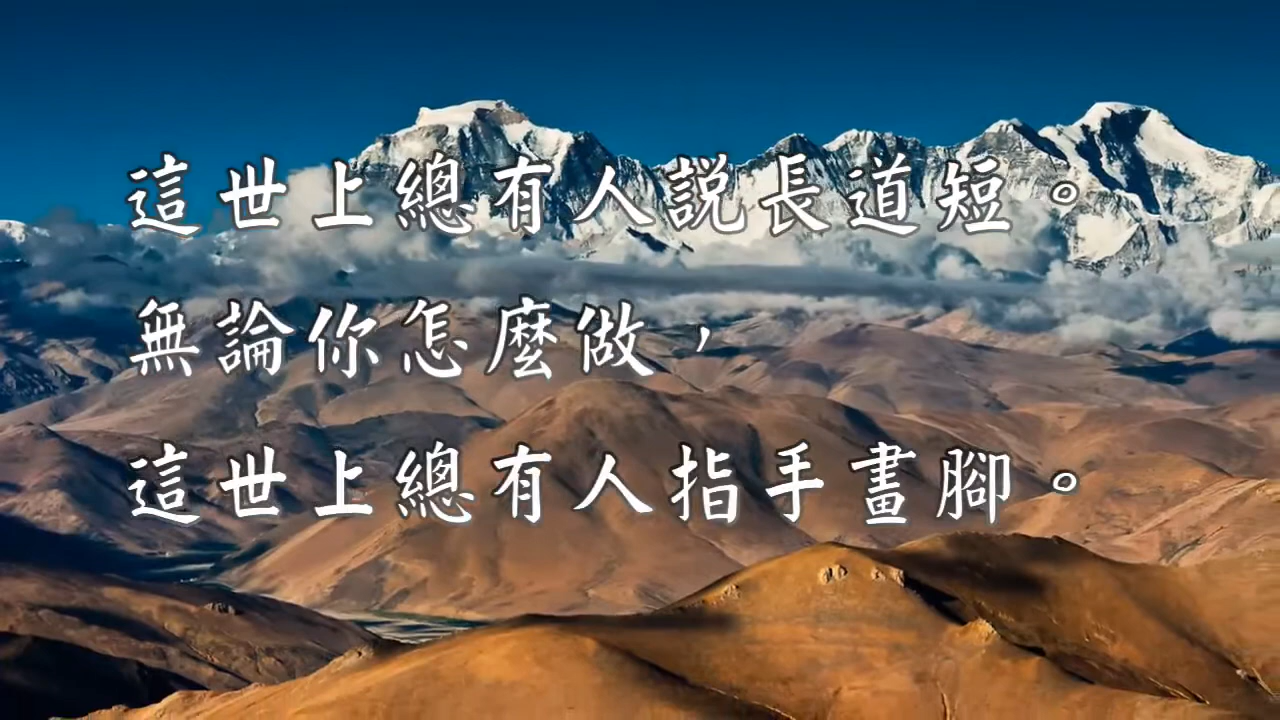 這世上總有人説長道短。
無論你怎麼做，
這世上總有人指手畫腳。